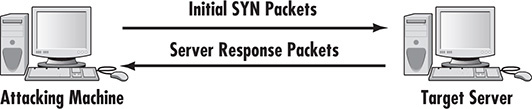 Initial SYN Packets
Server Response Packets
Attacking Machine
Target Server